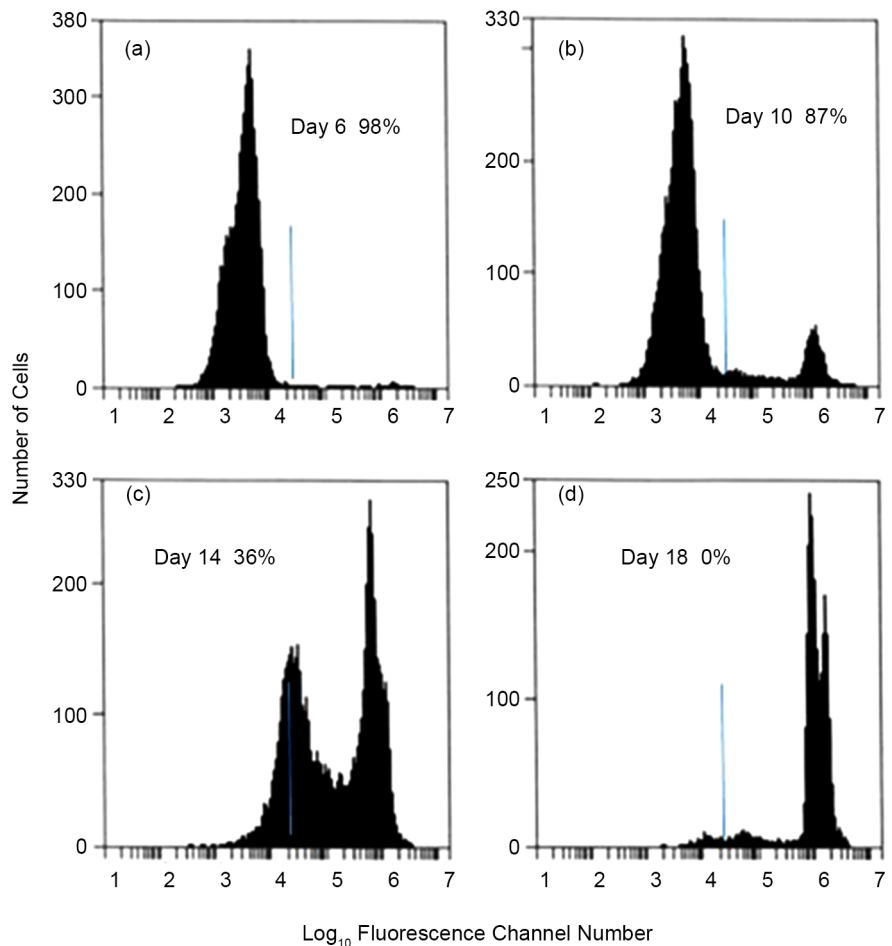 380
(a)
300
Day 6 98%
200
100
0
1 2 3 4 5 6 7
330
(b)
Day 10 87%
200
100
0
1 2 3 4 5 6 7
Number of Cells
330
(c)
Day 14 36%
200
100
0
1 2 3 4 5 6 7
250
(d)
200
Day 18 0%
100
0
1 2 3 4 5 6 7
Log₁₀ Fluorescence Channel Number